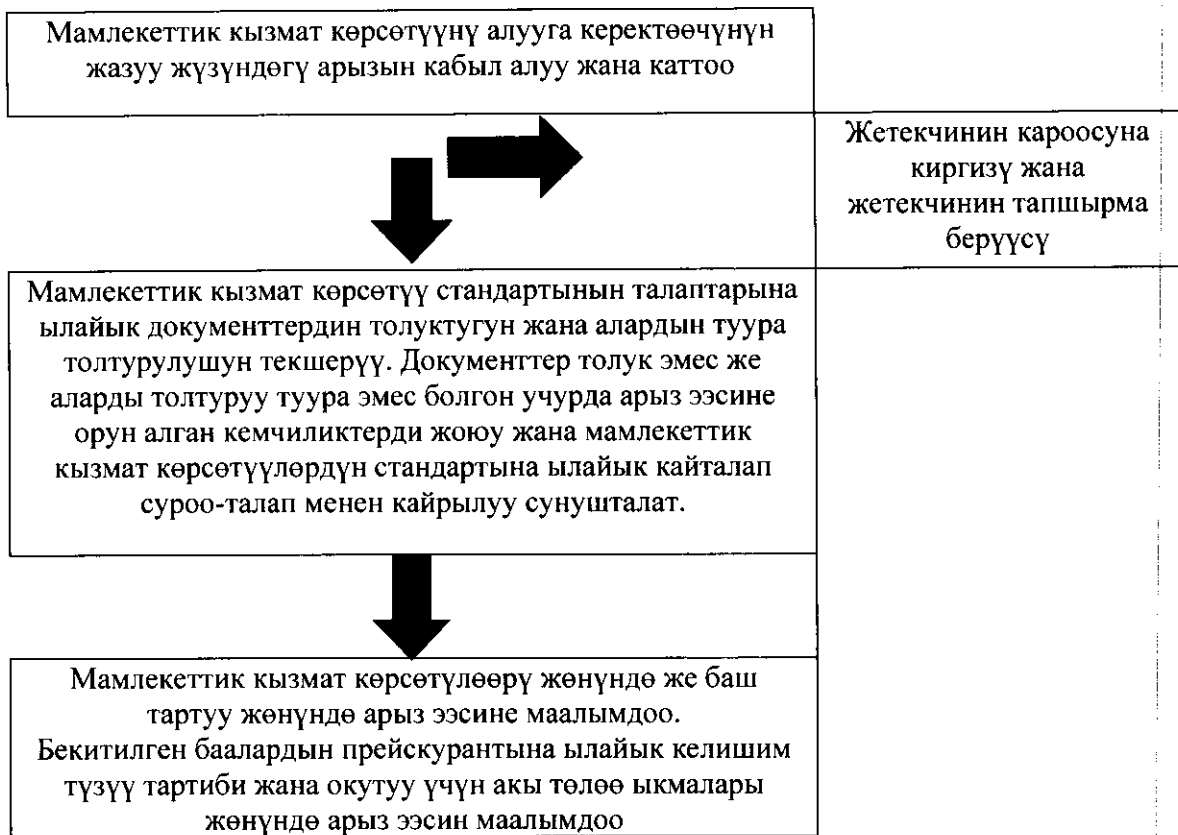 Мамлекеттик кызмат көрсөтүүнү алууга керектөөчүнүн
жазуу жүзүндөгү арызын кабыл алуу жана каттоо
Жетекчинин кароосуна
киргизү жана
жетекчинин тапшырма
берүүсү
Мамлекеттик кызмат көрсөтүү стандартынын талаптарына
ылайык документтердин толуктугун жана алардын туура
толтурулушун текшерүү. Документтер толук эмес же
аларды толтуруу туура эмес болгон учурда арыз ээсине
орун алган кемчиликтерди жоюу жана мамлекеттик
кызмат көрсөтүүлөрдүн стандартына ылайык кайталап
суроо-талап менен кайрылуу сунушталат.
Мамлекеттик кызмат көрсөтүлөөрү жөнүндө же баш
тартуу жөнүндө арыз ээсине маалымдоо.
Бекитилген баалардын прейскурантына ылайык келишим
түзүү тартиби жана окутуу үчүн акы төлөө ыкмалары
жөнүндө арыз ээсин маалымдоо